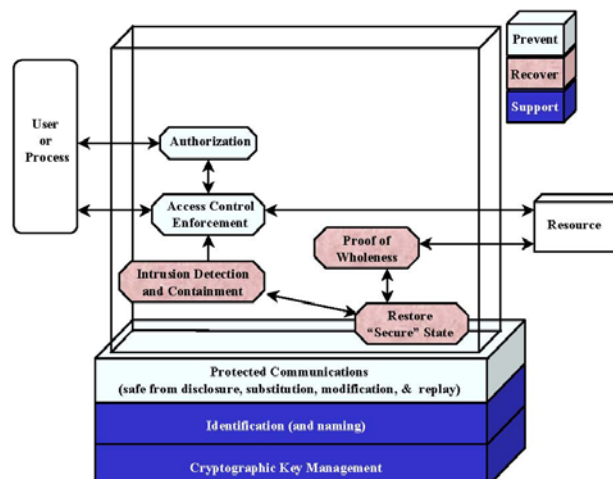 Prevent
Recover
Support
User
or
Process
Authorization
Access Control
Enforcement
Proof of
Wholeness
Resource
Intrusion Detection
and Containment
Restore
“Secure” State
Protected Communications
(safe from disclosure, substitution, modification, & replay)
Identification (and naming)
Cryptographic Key Management